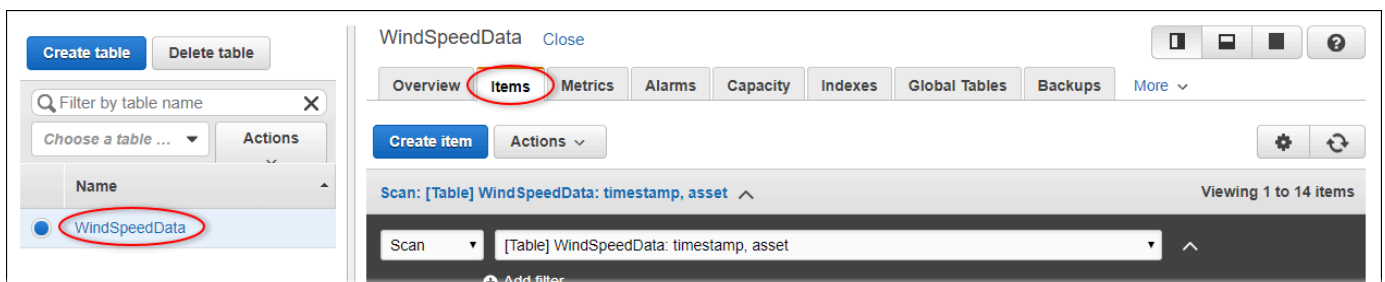 Create table Delete table
Filter by table name
Choose a table ... Actions
Name
WindSpeedData
WindSpeedData Close
Overview Items Metrics Alarms Capacity Indexes Global Tables Backups More
Create item Actions
Scan: [Table] WindSpeedData: timestamp, asset Viewing 1 to 14 items
Scan [Table] WindSpeedData: timestamp, asset
Add filter